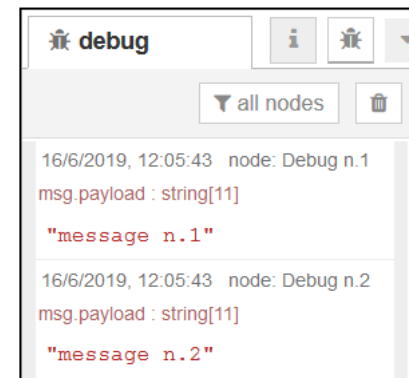 debug
all nodes
16/6/2019, 12:05:43 node: Debug n.1
msg.payload : string[11]
"message n.1"
16/6/2019, 12:05:43 node: Debug n.2
msg.payload : string[11]
"message n.2"